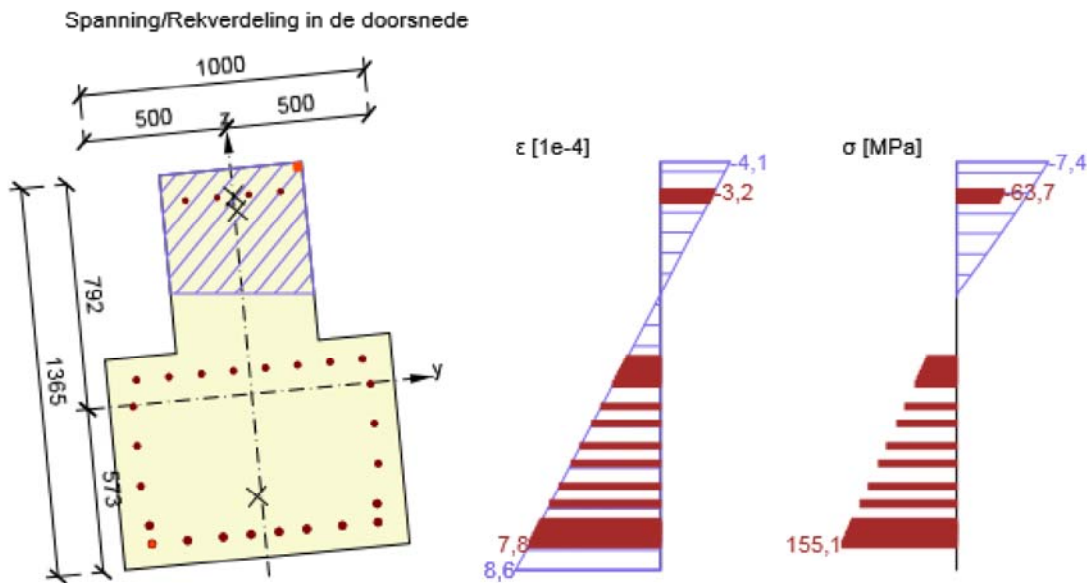 Spanning/Rekverdeling in de doorsnede
1000
500
500
z
y
792
1365
573
ε [1e-4]
-4,1
-3,2
7,8
8,6
σ [MPa]
-7,4
-63,7
155,1